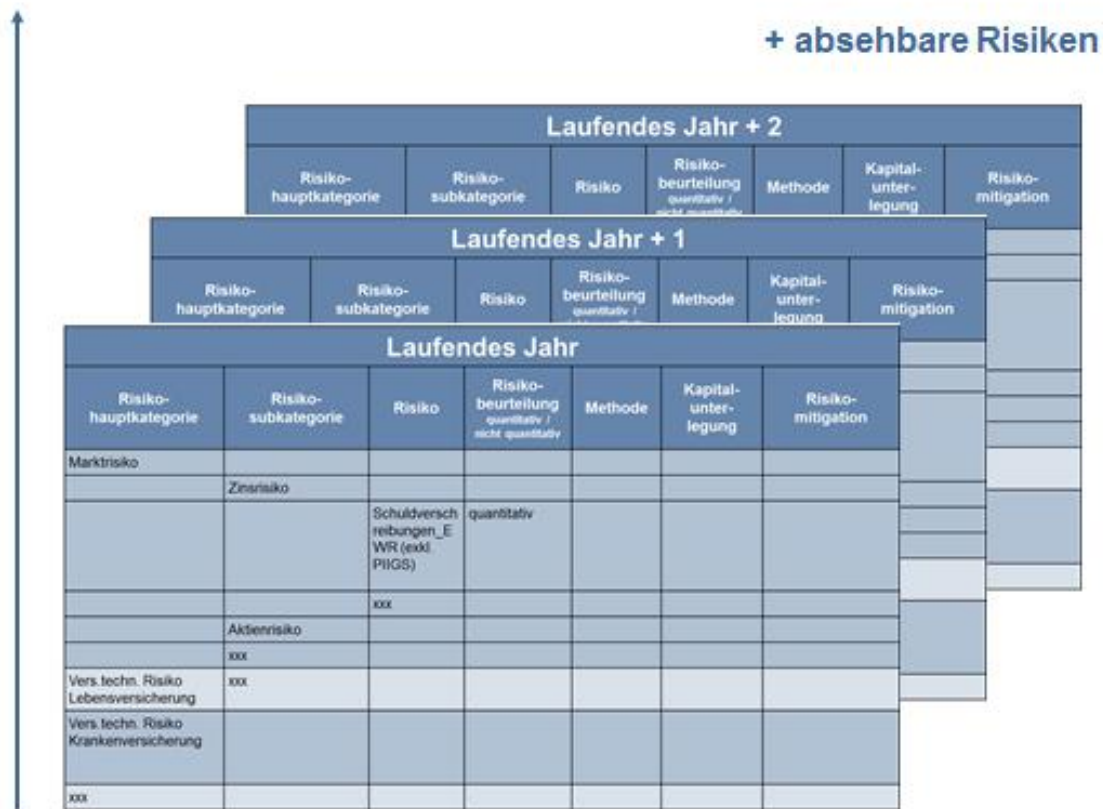 + absehbare Risiken
Laufendes Jahr + 2
Risiko-
hauptkategorie
Risiko-
subkategorie
Risiko
Risiko-
beurteilung
quantitativ /
nicht quantitativ
Methode
Kapital-
unter-
legung
Risiko-
mitigation
Laufendes Jahr + 1
Risiko-
hauptkategorie
Risiko-
subkategorie
Risiko
Risiko-
beurteilung
quantitativ /
Methode
Kapital-
unter-
legung
Risiko-
mitigation
Laufendes Jahr
Risiko-
hauptkategorie
Risiko-
subkategorie
Risiko
Risiko-
beurteilung
quantitativ /
nicht quantitativ
Methode
Kapital-
unter-
legung
Risiko-
mitigation
Marktrisiko
Zinsrisiko
Schuldversch
reibungen_E
WR (exkl.
PIIGS)
quantitativ
xxx
Aktienrisiko
xxx
Vers.techn. Risiko
Lebensversicherung
xxx
Vers.techn. Risiko
Krankenversicherung
xxx